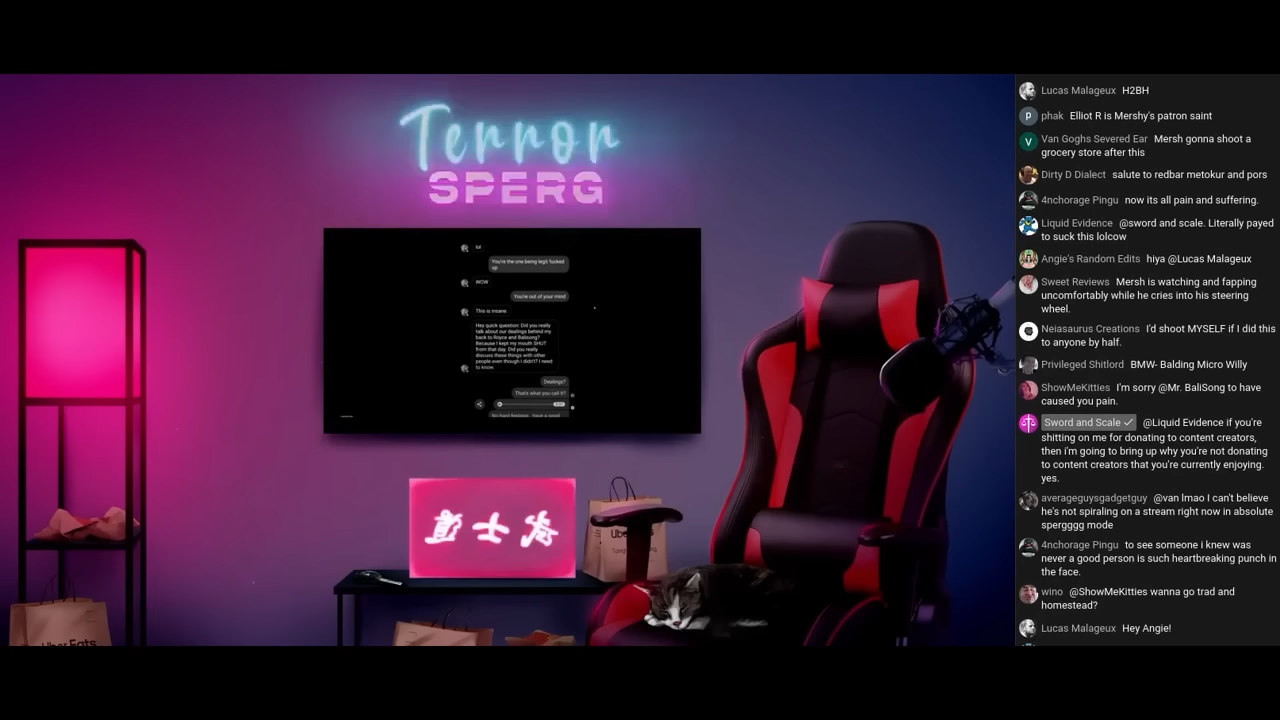 Terror
SPERG
lol
You're the one being legit fucked
up
WOW
You're out of your mind
This is insane
Hey quick question: Did you really
talk about our dealings behind my
back to Royce and Balisong?
Because I kept my mouth SHUT
from that day. Did you really
discuss these things with other
people even though I didn't? I need
to know.
Dealings?
That's what you call it?
道士武
Uber Eats
Lucas Malageux H2BH
p phak Elliot R is Mershy's patron saint
V Van Goghs Severed Ear Mersh gonna shoot a
grocery store after this
Dirty D Dialect salute to redbar metokur and pors
4nchorage Pingu now its all pain and suffering.
Liquid Evidence @sword and scale. Literally payed
to suck this lolcow
Angie's Random Edits hiya @Lucas Malageux
Sweet Reviews Mersh is watching and fapping
uncomfortably while he cries into his steering
wheel.
Neiasaurus Creations I'd shoot MYSELF if I did this
to anyone by half.
Privileged Shitlord BMW- Balding Micro Willy
ShowMeKitties I'm sorry @Mr. BaliSong to have
caused you pain.
Sword and Scale ✓ @Liquid Evidence if you're
shitting on me for donating to content creators,
then i'm going to bring up why you're not donating
to content creators that you're currently enjoying.
yes.
averageguysgadgetguy @van lmao I can't believe
he's not spiraling on a stream right now in absolute
spergggg mode
4nchorage Pingu to see someone i knew was
never a good person is such heartbreaking punch in
the face.
wino @ShowMeKitties wanna go trad and
homestead?
Lucas Malageux Hey Angie!